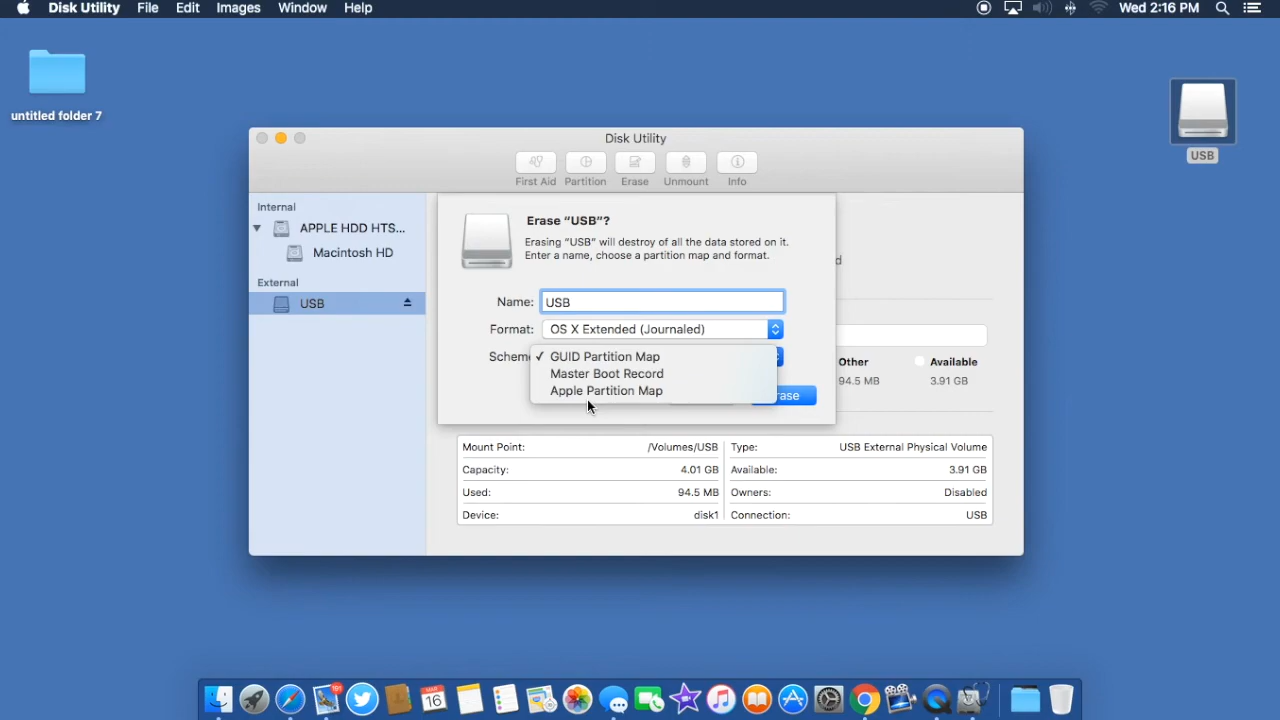 Disk Utility File Edit Images Window Help Wed 2:16 PM
untitled folder 7
USB
Disk Utility
First Aid Partition Erase Unmount Info
Internal
APPLE HDD HTS...
Macintosh HD
External
USB
Erase “USB”?
Erasing “USB” will destroy of all the data stored on it.
Enter a name, choose a partition map and format.
d
Name: USB
Format: OS X Extended (Journaled)
Scheme ✓ GUID Partition Map
Master Boot Record
Apple Partition Map
rase
Other Available
94.5 MB 3.91 GB
Mount Point: /Volumes/USB Type: USB External Physical Volume
Capacity: 4.01 GB Available: 3.91 GB
Used: 94.5 MB Owners: Disabled
Device: disk1 Connection: USB
16